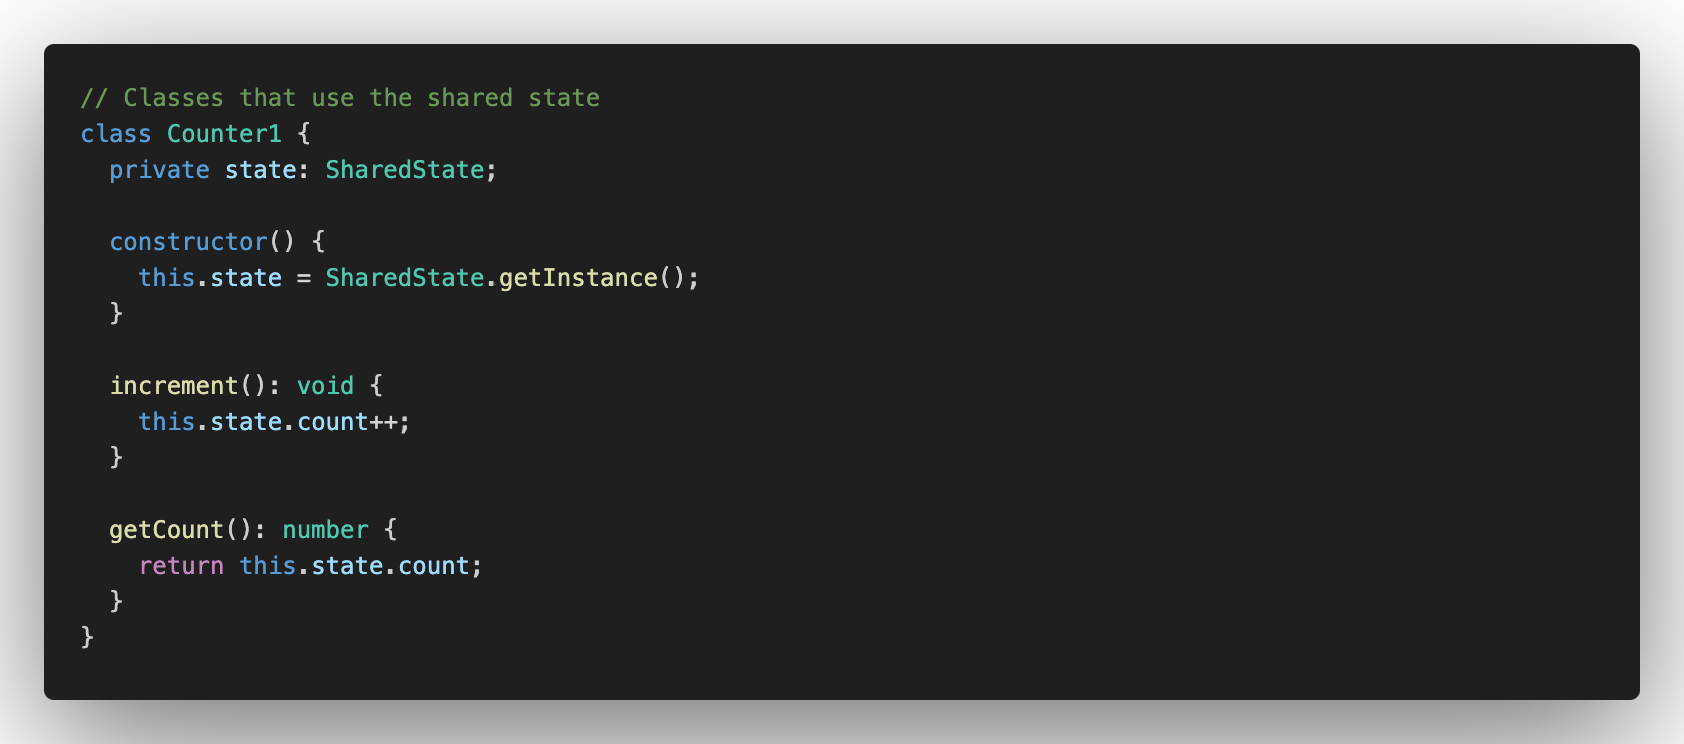 // Classes that use the shared state
class Counter1 {
  private state: SharedState;

  constructor() {
    this.state = SharedState.getInstance();
  }

  increment(): void {
    this.state.count++;
  }

  getCount(): number {
    return this.state.count;
  }
}